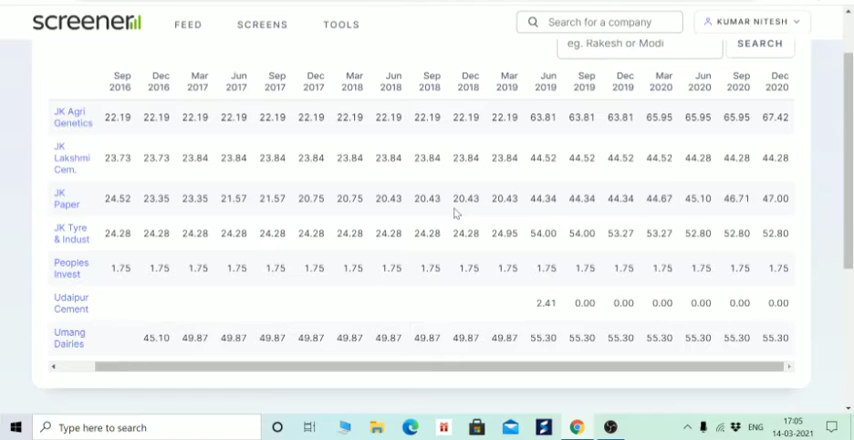 screener
FEED
SCREENS
TOOLS
Search for a company
KUMAR NITESH
eg. Rakesh or Modi
SEARCH
Sep 2016 Dec 2016 Mar 2017 Jun 2017 Sep 2017 Dec 2017 Mar 2018 Jun 2018 Sep 2018 Dec 2018 Mar 2019 Jun 2019 Sep 2019 Dec 2019 Mar 2020 Jun 2020 Sep 2020 Dec 2020
JK Agri Genetics 22.19 22.19 22.19 22.19 22.19 22.19 22.19 22.19 22.19 22.19 22.19 63.81 63.81 63.81 65.95 65.95 65.95 67.42
JK Lakshmi Cem. 23.73 23.73 23.84 23.84 23.84 23.84 23.84 23.84 23.84 23.84 23.84 44.52 44.52 44.52 44.52 44.28 44.28 44.28
JK Paper 24.52 23.35 23.35 21.57 21.57 20.75 20.75 20.43 20.43 20.43 20.43 44.34 44.34 44.34 44.67 45.10 46.71 47.00
JK Tyre & Indust 24.28 24.28 24.28 24.28 24.28 24.28 24.28 24.28 24.28 24.28 24.95 54.00 54.00 53.27 53.27 52.80 52.80 52.80
Peoples Invest 1.75 1.75 1.75 1.75 1.75 1.75 1.75 1.75 1.75 1.75 1.75 1.75 1.75 1.75 1.75 1.75 1.75 1.75
Udaipur Cement 2.41 0.00 0.00 0.00 0.00 0.00 0.00
Umang Dairies 45.10 49.87 49.87 49.87 49.87 49.87 49.87 49.87 49.87 49.87 55.30 55.30 55.30 55.30 55.30 55.30 55.30
Type here to search
ENG
17:05
14-03-2021